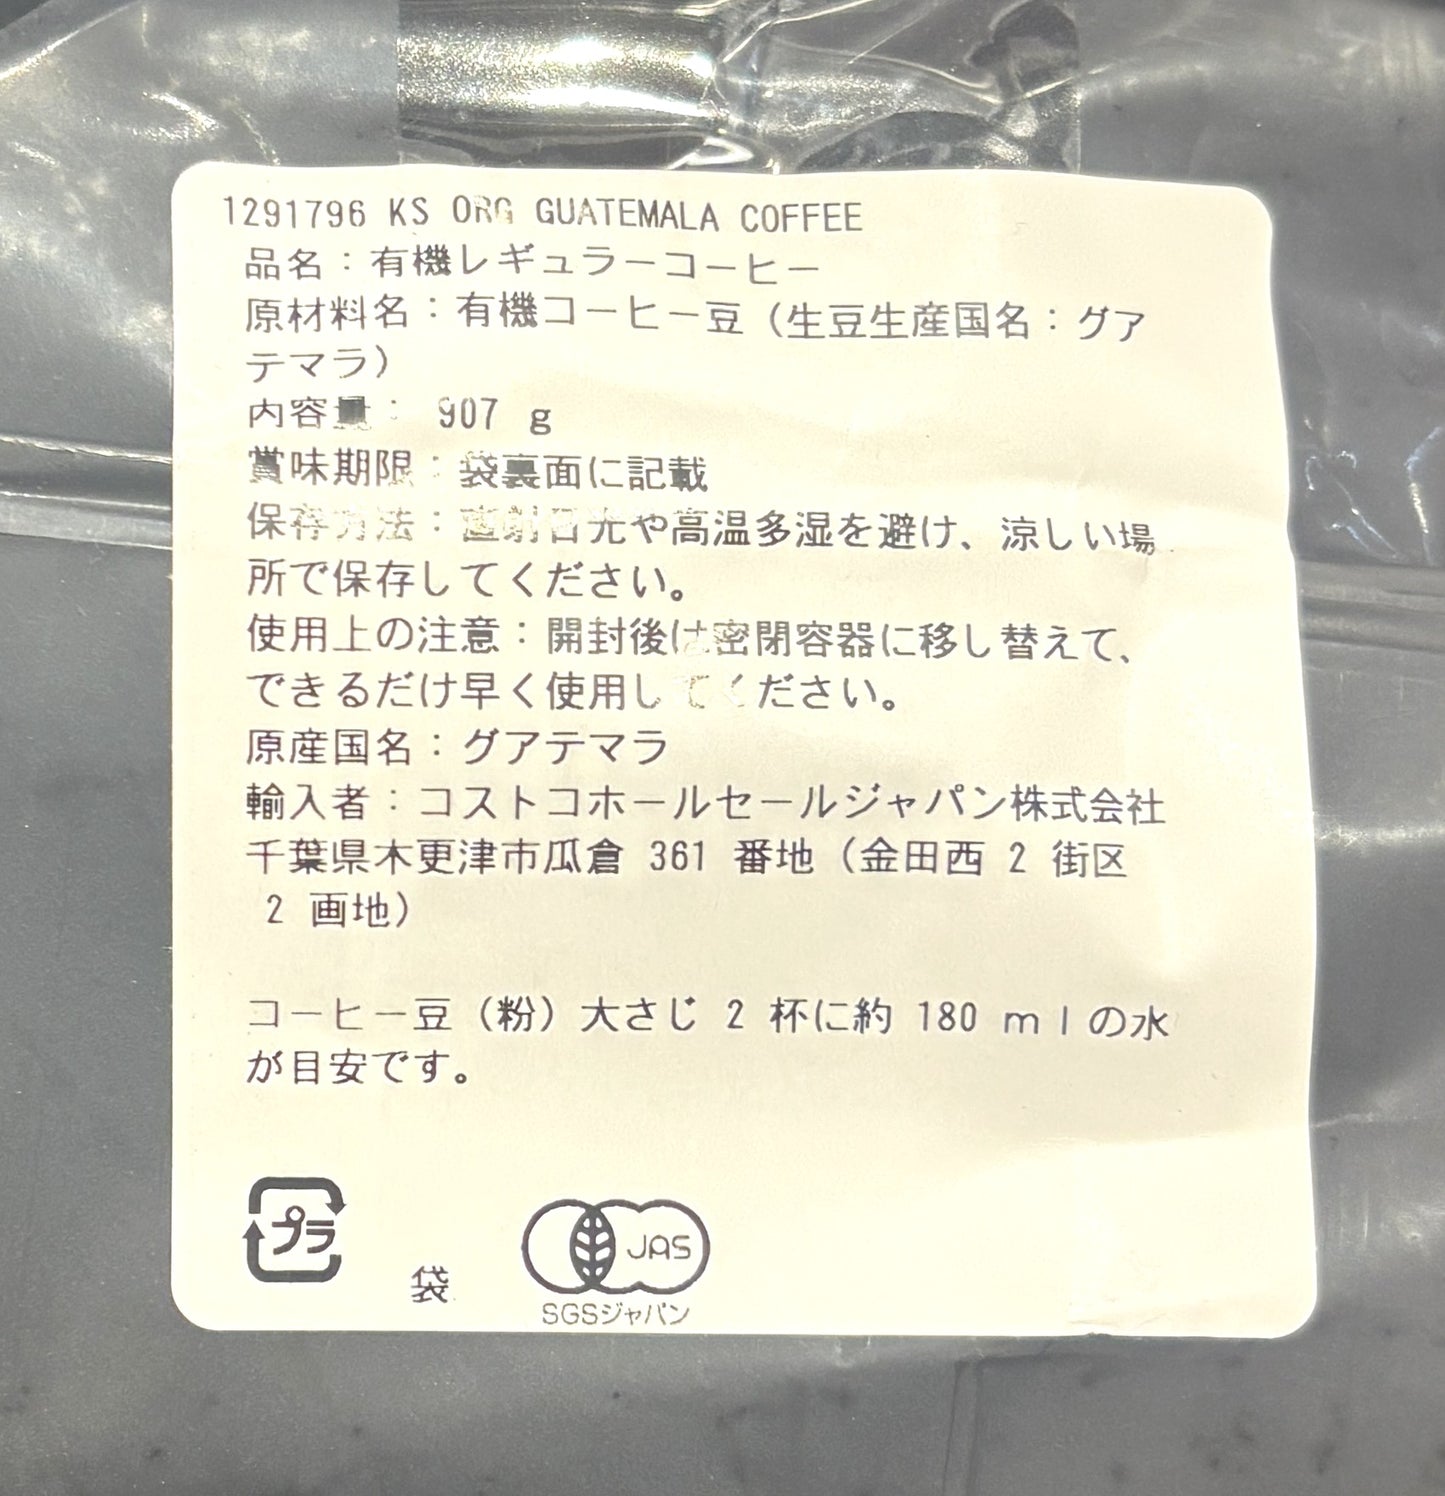 1291796 KS ORG GUATEMALA COFFEE
品名：有機レギュラーコーヒー
原材料名：有機コーヒー豆（生豆生産国名：グア
テマラ）
内容量： 907 g
賞味期限：袋裏面に記載
保存方法：直射日光や高温多湿を避け、涼しい場
所で保存してください。
使用上の注意：開封後は密閉容器に移し替えて、
できるだけ早く使用してください。
原産国名：グアテマラ
輸入者：コストコホールセールジャパン株式会社
千葉県木更津市瓜倉 361 番地（金田西 2 街区
2 画地）
コーヒー豆（粉）大さじ 2 杯に約 180 mlの水
が目安です。
プラ
袋
JAS
SGSジャパン